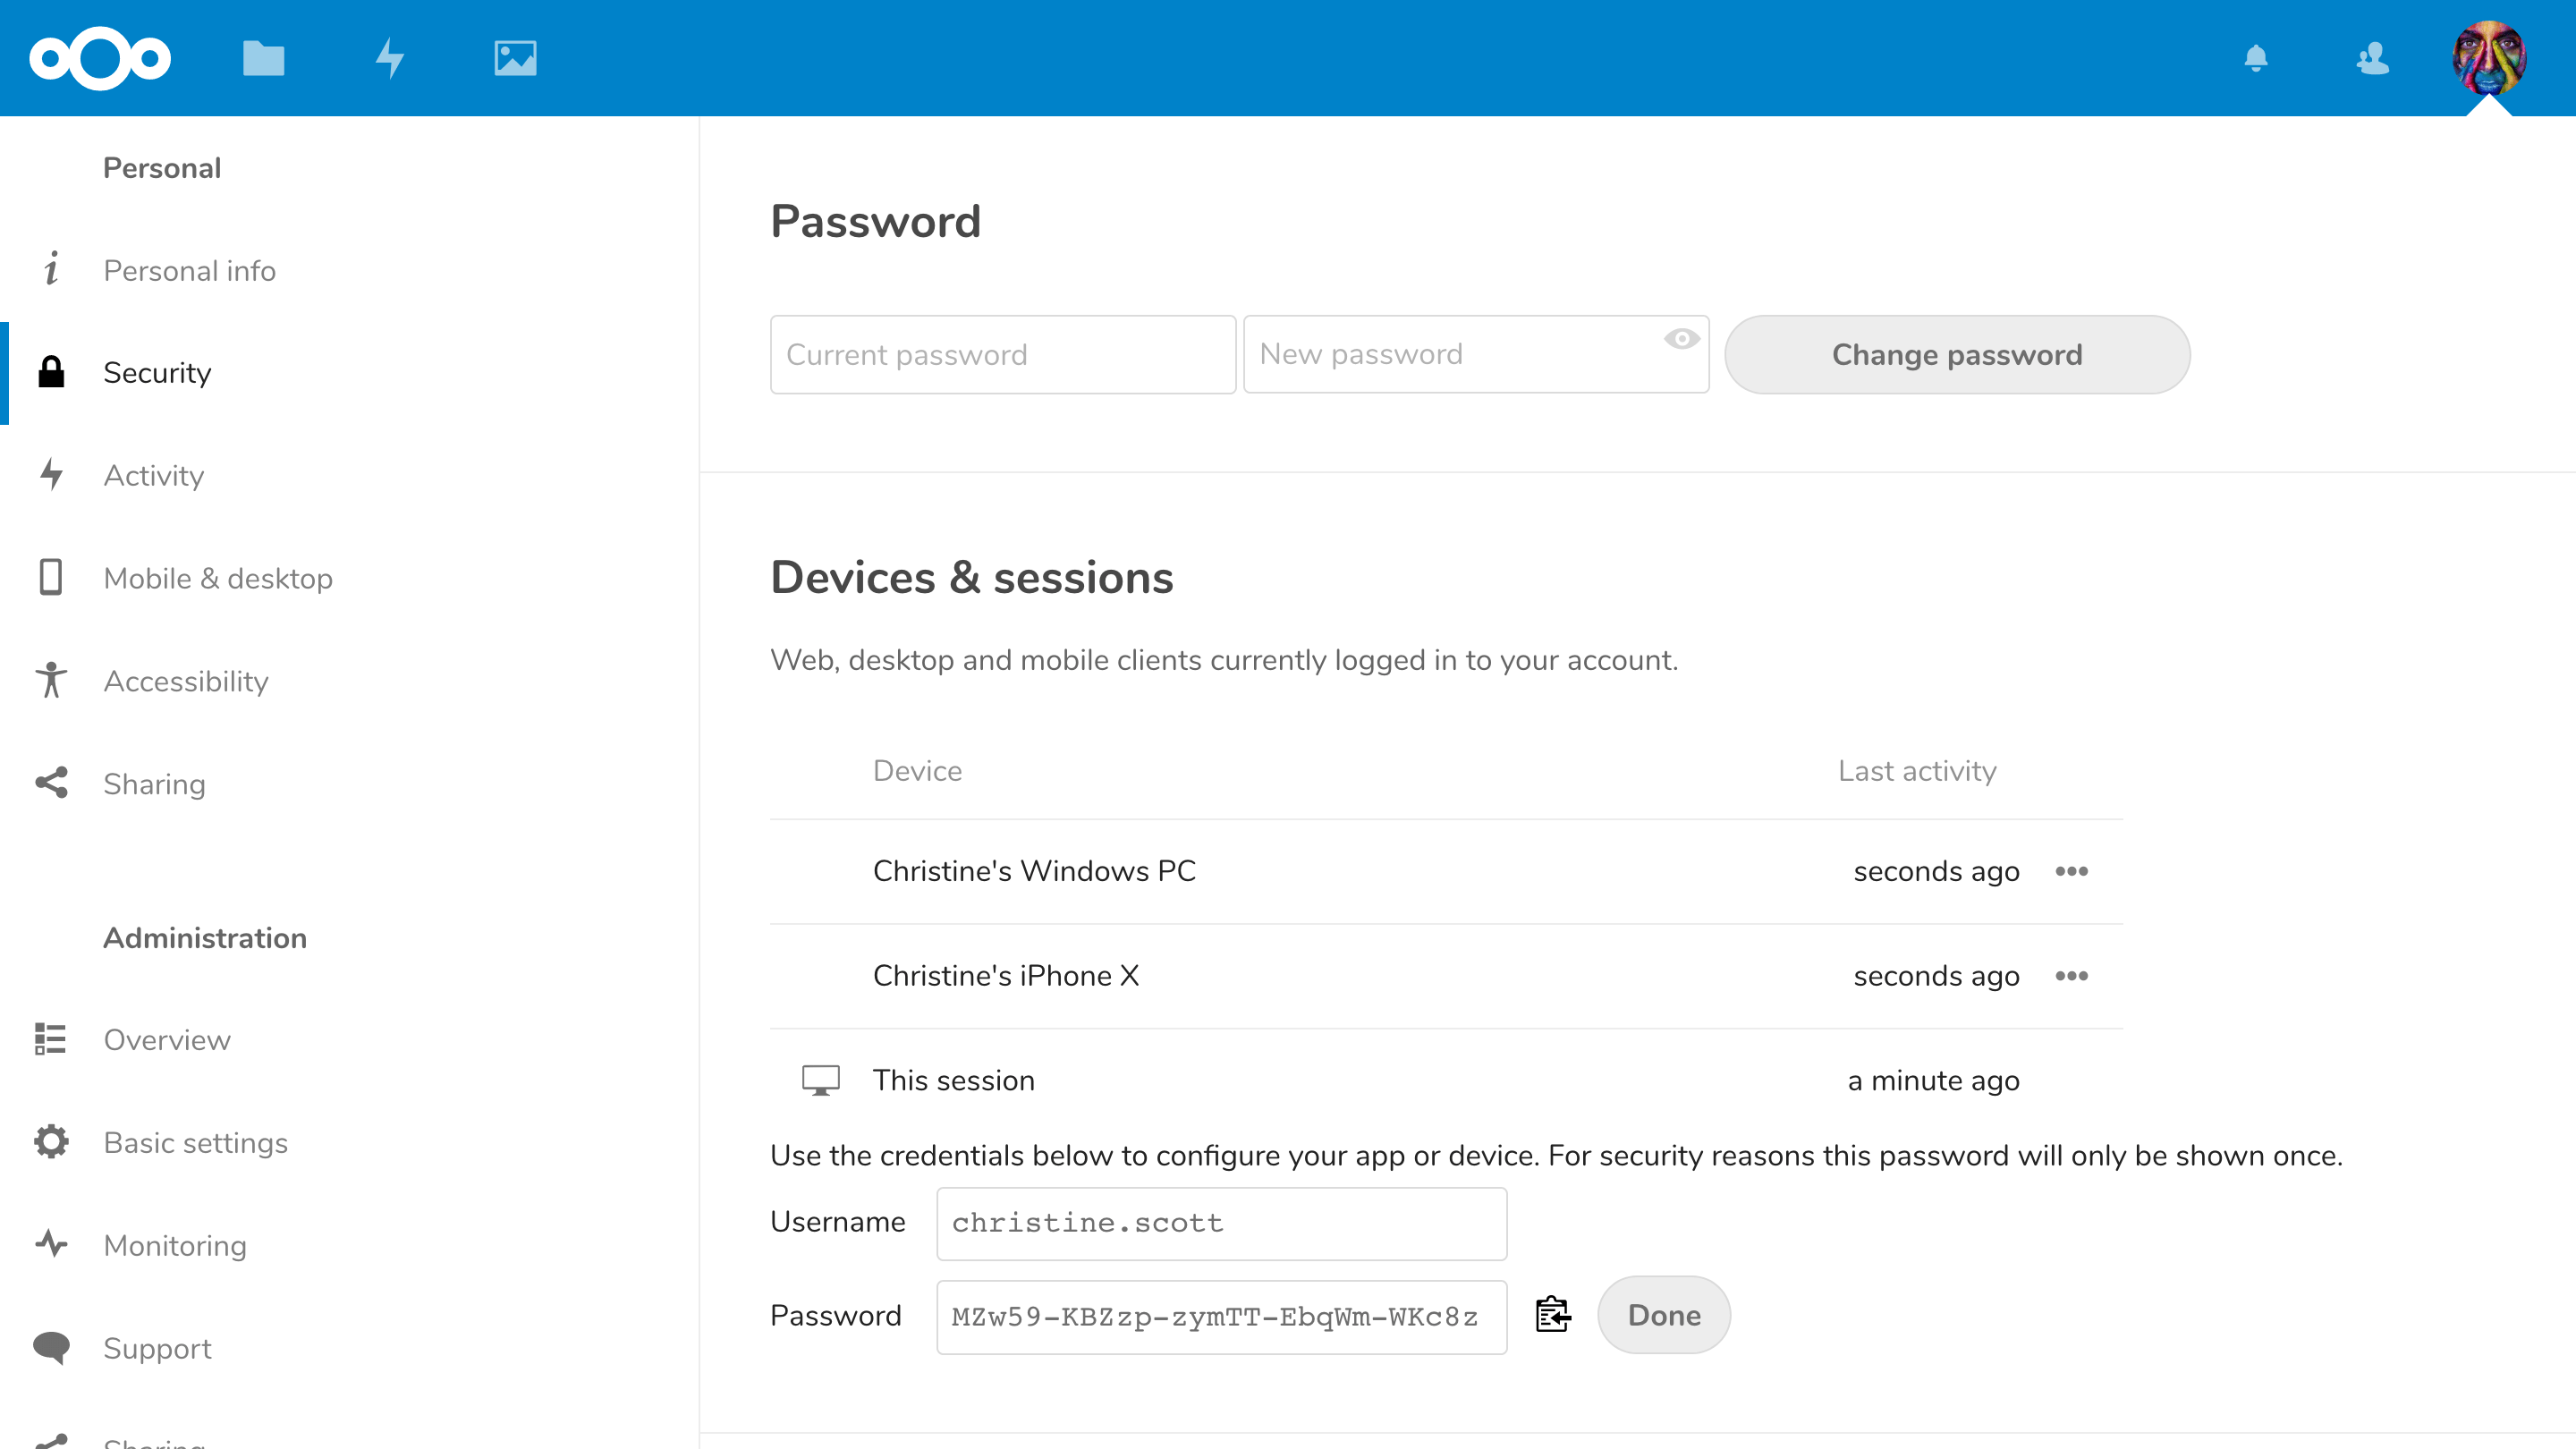 Personal
Personal info
Security
Activity
Mobile & desktop
Accessibility
Sharing
Administration
Overview
Basic settings
Monitoring
Support
Sharing
Password
Current password
New password
Change password
Devices & sessions
Web, desktop and mobile clients currently logged in to your account.
Device Last activity
Christine's Windows PC seconds ago
Christine's iPhone X seconds ago
This session a minute ago
Use the credentials below to configure your app or device. For security reasons this password will only be shown once.
Username christine.scott
Password MZw59-KBZzp-zymTT-EbqWm-WKc8z Done